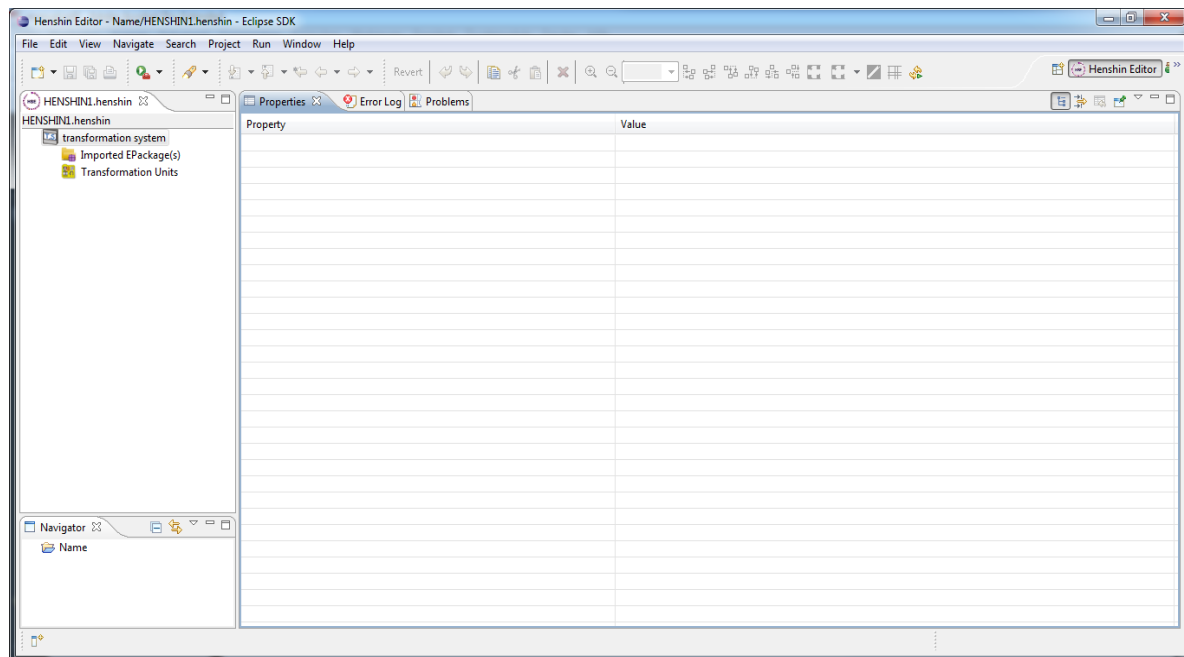 Henshin Editor - Name/HENSHIN1.henshin - Eclipse SDK
File Edit View Navigate Search Project Run Window Help
Revert
Henshin Editor
HENSHIN1.henshin
Properties Error Log Problems
HENSHIN1.henshin
Property Value
transformation system
Imported EPackage(s)
Transformation Units
Navigator
Name